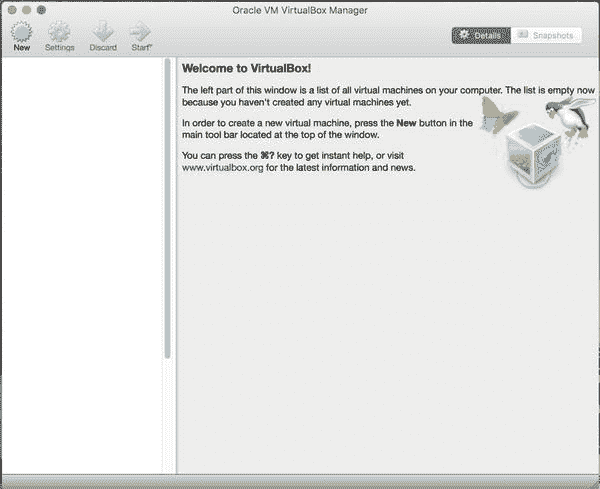 Oracle VM VirtualBox Manager
New Settings Discard Start
Details Snapshots
Welcome to VirtualBox!
The left part of this window is a list of all virtual machines on your computer. The list is empty now
because you haven't created any virtual machines yet.
In order to create a new virtual machine, press the New button in the
main tool bar located at the top of the window.
You can press the ⌘? key to get instant help, or visit
www.virtualbox.org for the latest information and news.